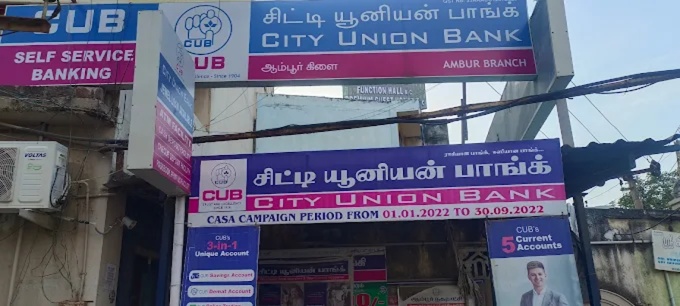 CUB
SELF SERVICE
BANKING
CUB
சிட்டி யூனியன் பாங்க்
CITY UNION BANK
ஆம்பூர் கிளை
AMBUR BRANCH
FUNCTION HALL
VOLTAS
CUB
சிட்டி யூனியன் பாங்க்
CITY UNION BANK
CASA CAMPAIGN PERIOD FROM 01.01.2022 TO 30.09.2022
CUB's
3-in-1
Unique Account
CUB Savings Account
சிட்டி யூனியன் பாங்க்
CUB's
5 Current
Accounts